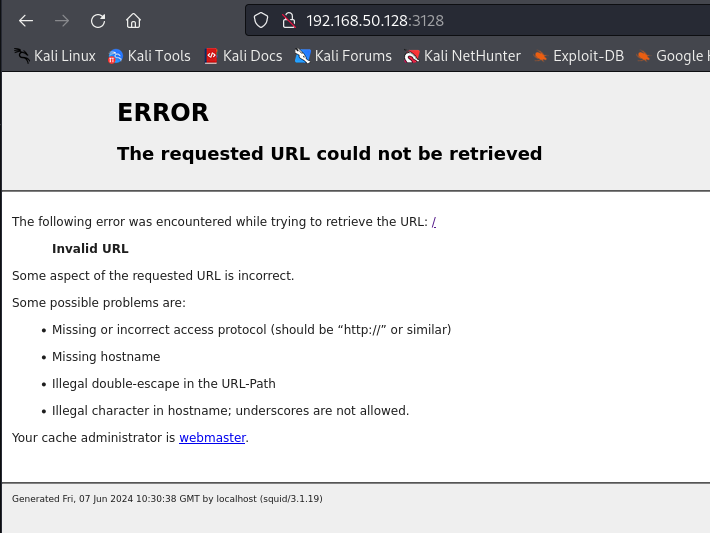 192.168.50.128:3128
Kali Linux Kali Tools Kali Docs Kali Forums Kali NetHunter Exploit-DB Google
ERROR
The requested URL could not be retrieved
The following error was encountered while trying to retrieve the URL: /
Invalid URL
Some aspect of the requested URL is incorrect.
Some possible problems are:
• Missing or incorrect access protocol (should be “http://” or similar)
• Missing hostname
• Illegal double-escape in the URL-Path
• Illegal character in hostname; underscores are not allowed.
Your cache administrator is webmaster.
Generated Fri, 07 Jun 2024 10:30:38 GMT by localhost (squid/3.1.19)